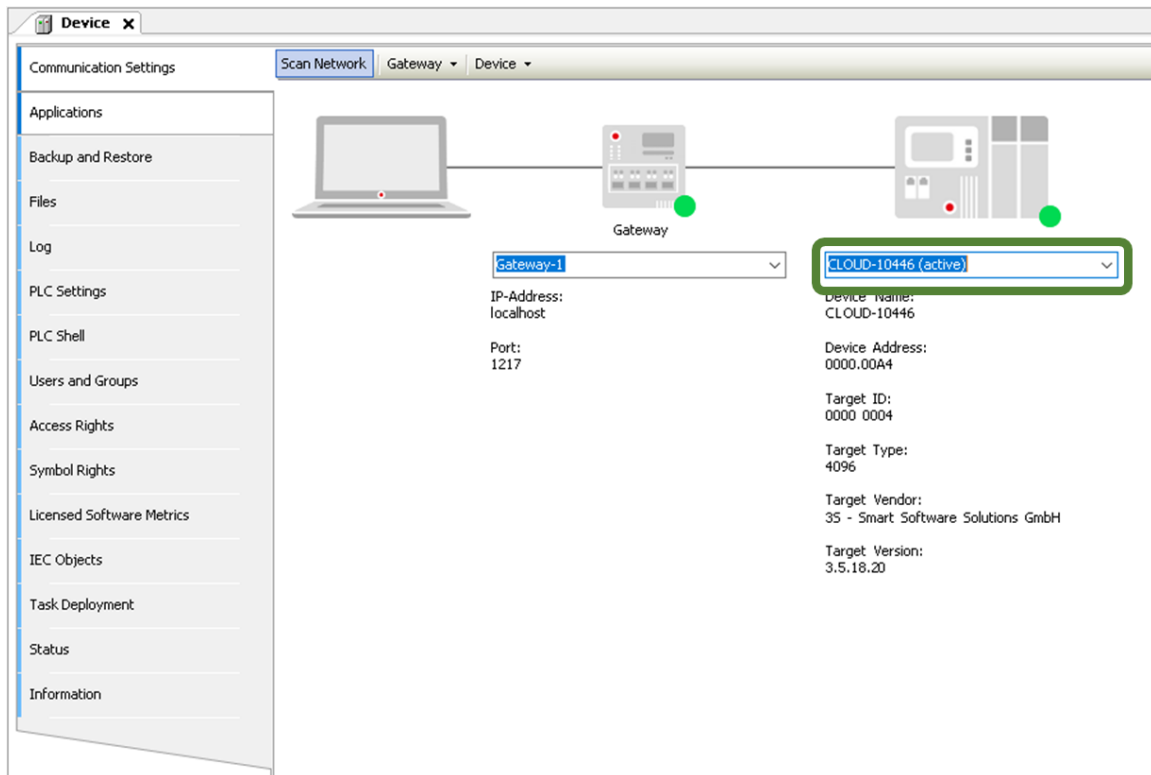 Device
Communication Settings
Applications
Backup and Restore
Files
Log
PLC Settings
PLC Shell
Users and Groups
Access Rights
Symbol Rights
Licensed Software Metrics
IEC Objects
Task Deployment
Status
Information
Scan Network Gateway Device
Gateway
Gateway-1
IP-Address:
localhost
Port:
1217
CLOUD-10446 (active)
Device Name:
CLOUD-10446
Device Address:
0000.00A4
Target ID:
0000 0004
Target Type:
4096
Target Vendor:
3S - Smart Software Solutions GmbH
Target Version:
3.5.18.20